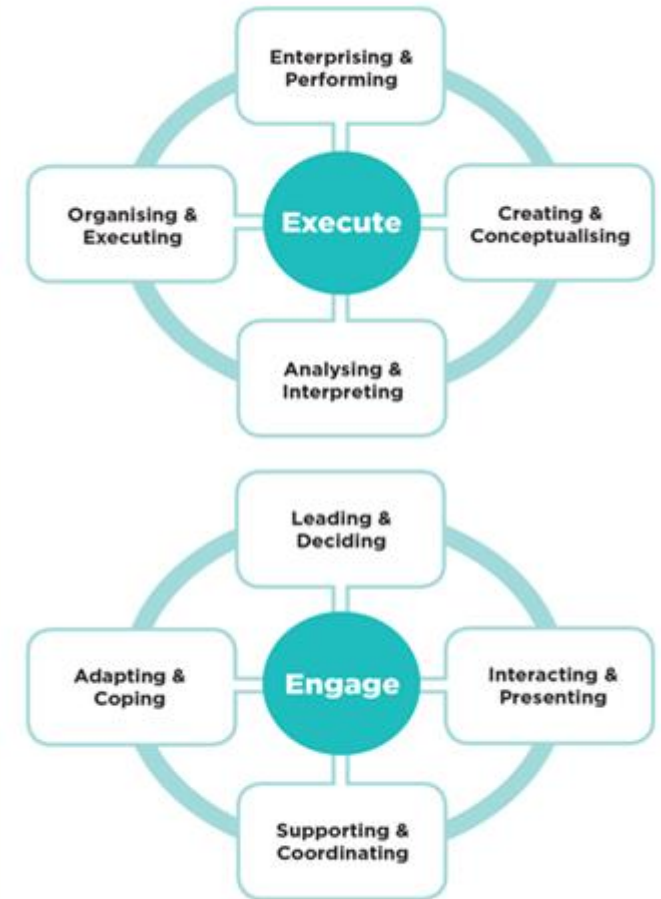 Enterprising &
Performing
Organising &
Executing
Execute
Creating &
Conceptualising
Analysing &
Interpreting
Leading &
Deciding
Adapting &
Coping
Engage
Interacting &
Presenting
Supporting &
Coordinating